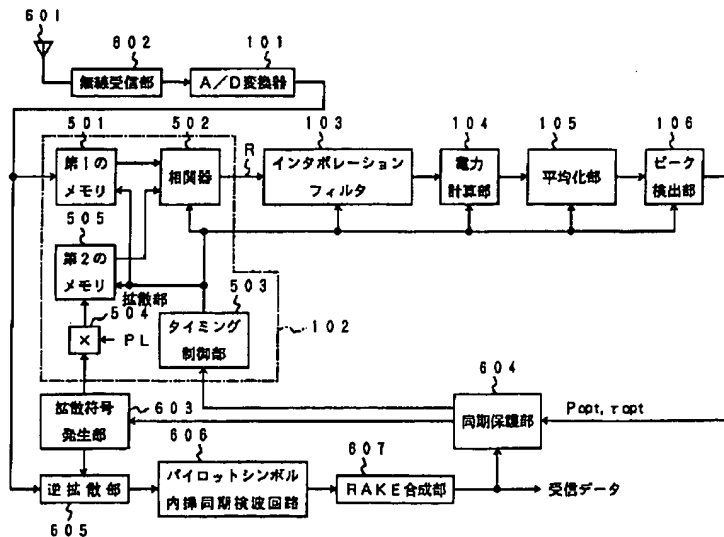 601
602
101
無線受信部
A/D変換器
501
502
103
104
105
106
第1の
メモリ
相関器
R
インタポレーション
フィルタ
電力
計算部
平均化部
ピーク
検出部
505
第2の
メモリ
拡散部
503
504
×
PL
タイミング
制御部
102
604
拡散符号
発生部
603
同期保護部
Popt, τopt
606
607
逆拡散部
パイロットシンボル
内挿同期検波回路
RAKE合成部
受信データ
605